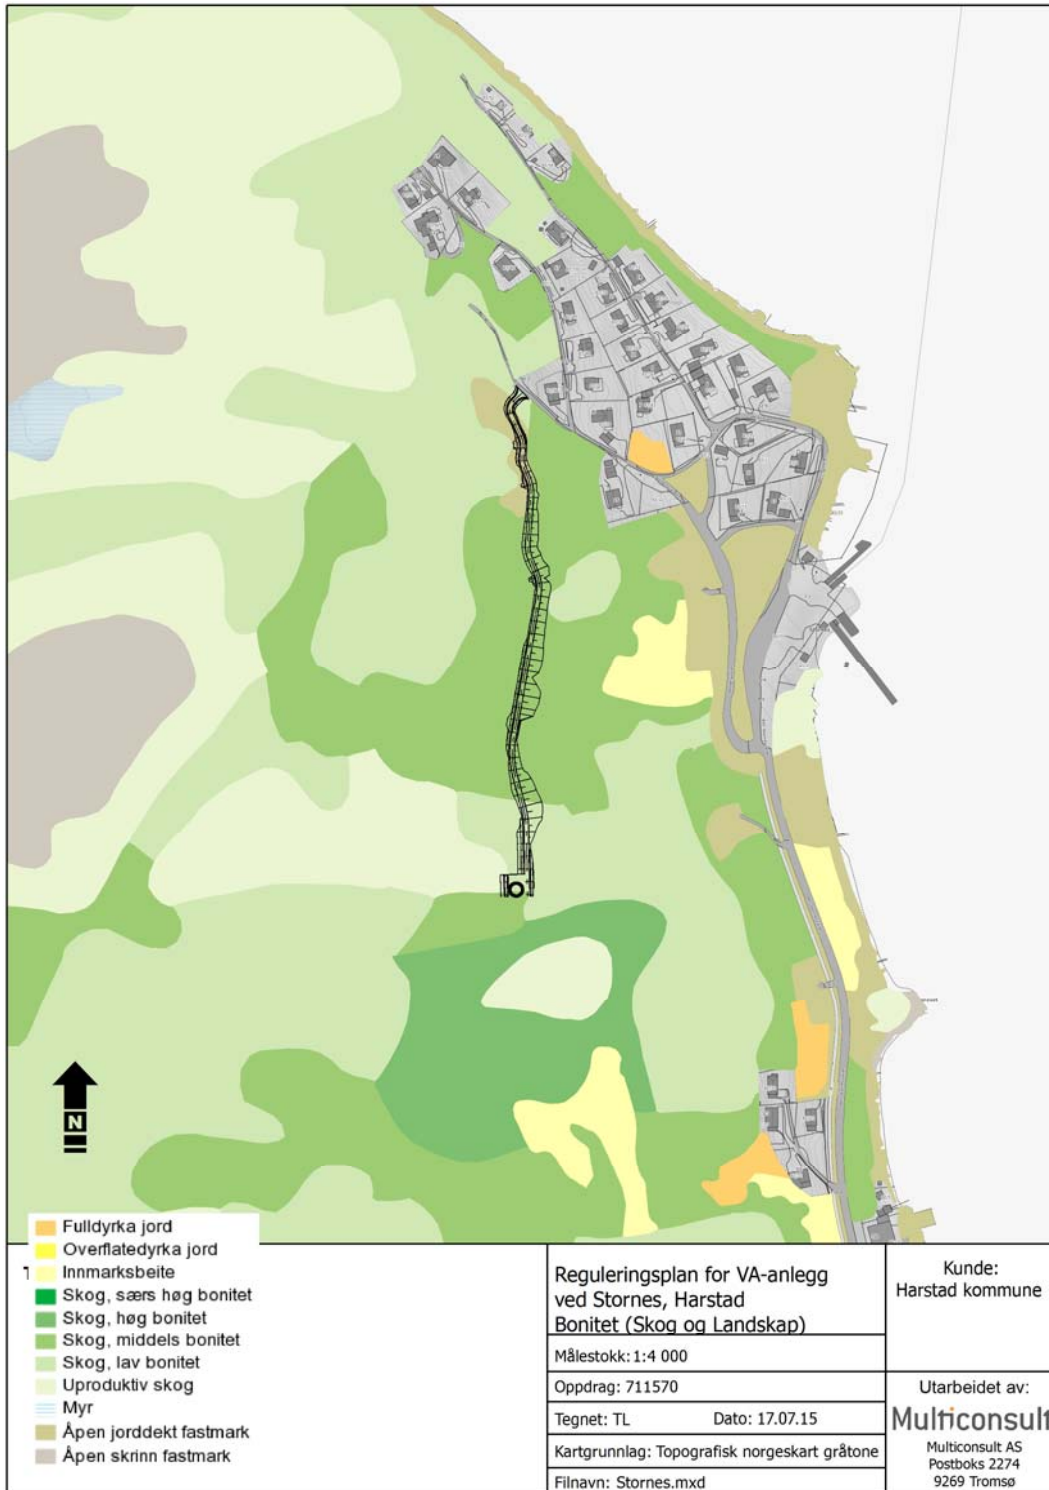 N
Fulldyrka jord
Overflatedyrka jord
Innmarksbeite
Skog, særs høg bonitet
Skog, høg bonitet
Skog, middels bonitet
Skog, lav bonitet
Uproduktiv skog
Myr
Åpen jorddekt fastmark
Åpen skrinn fastmark
Reguleringsplan for VA-anlegg
ved Stornes, Harstad
Bonitet (Skog og Landskap)
Målestokk: 1:4 000
Oppdrag: 711570
Tegnet: TL Dato: 17.07.15
Kartgrunnlag: Topografisk norgeskart gråtone
Filnavn: Stornes.mxd
Kunde:
Harstad kommune
Utarbeidet av:
Multiconsult
Multiconsult AS
Postboks 2274
9269 Tromsø